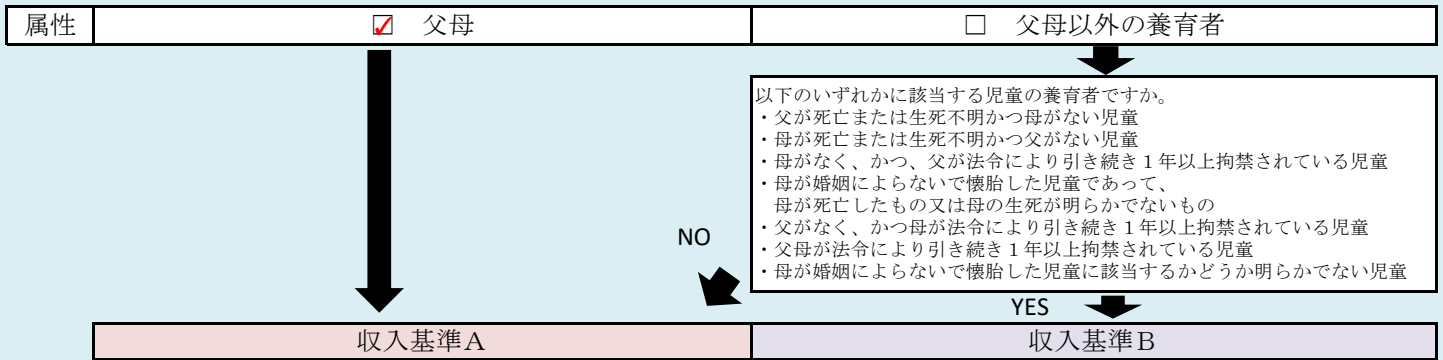 属性
☑ 父母
☐ 父母以外の養育者
以下のいずれかに該当する児童の養育者ですか。
・父が死亡または生死不明かつ母がない児童
・母が死亡または生死不明かつ父がない児童
・母がなく、かつ、父が法令により引き続き１年以上拘禁されている児童
・母が婚姻によらないで懐胎した児童であって、
母が死亡したもの又は母の生死が明らかでないもの
・父がなく、かつ母が法令により引き続き１年以上拘禁されている児童
・父母が法令により引き続き１年以上拘禁されている児童
・母が婚姻によらないで懐胎した児童に該当するかどうか明らかでない児童
NO
YES
収入基準Ａ
収入基準Ｂ